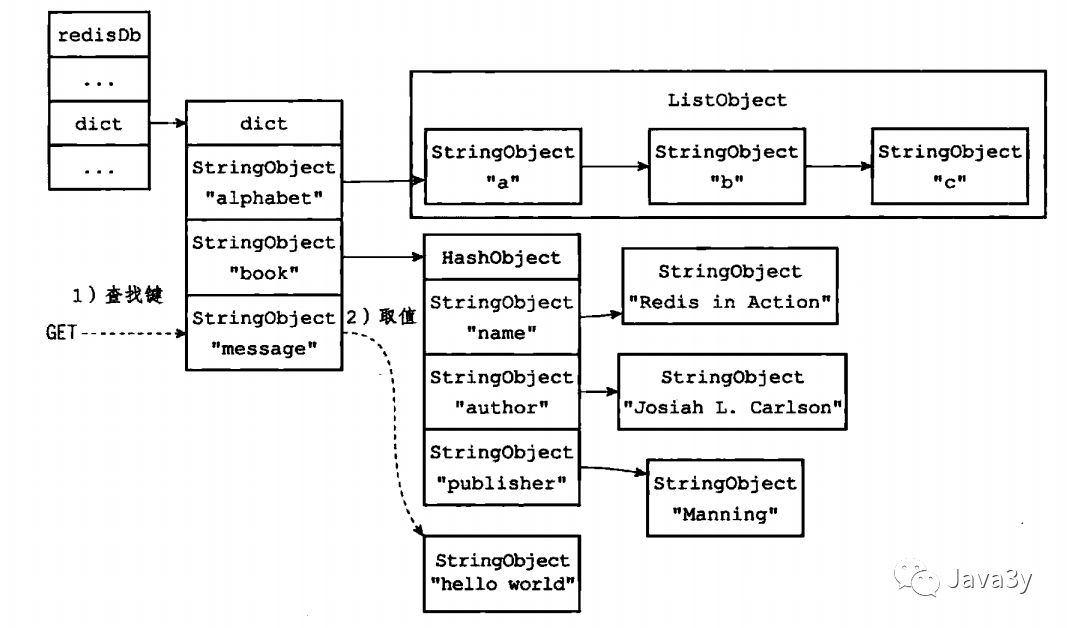 redisDb
...
dict
...
dict
StringObject
"alphabet"
StringObject
"book"
StringObject
"message"
1) 查找键
GET
2) 取值
ListObject
StringObject
"a"
StringObject
"b"
StringObject
"c"
HashObject
StringObject
"name"
StringObject
"author"
StringObject
"publisher"
StringObject
"Redis in Action"
StringObject
"Josiah L. Carlson"
StringObject
"Manning"
StringObject
"hello world"
Java3y